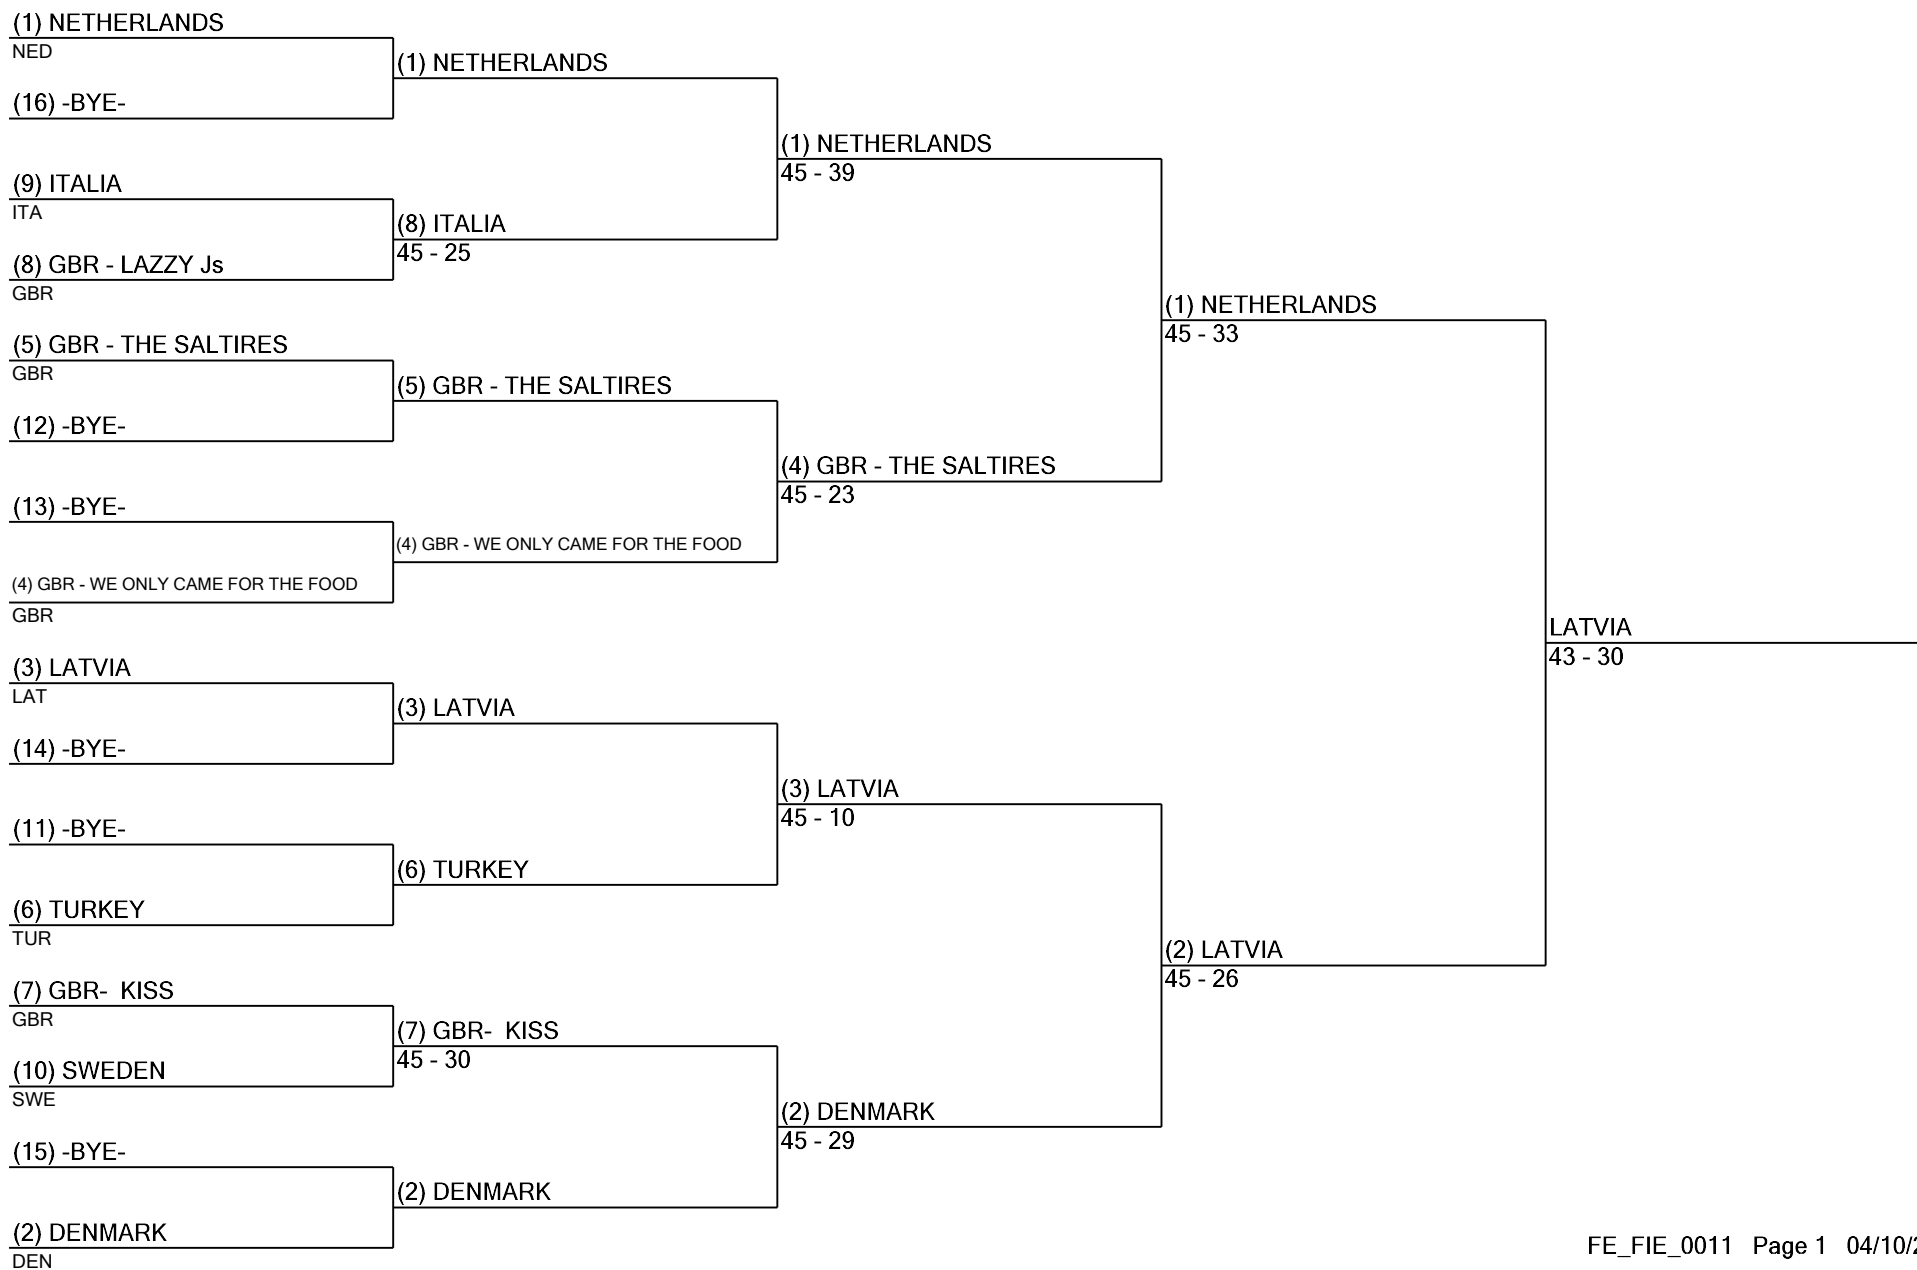 (1) NETHERLANDS
NED
(16) -BYE-
(9) ITALIA
ITA
(8) GBR - LAZZY Js
GBR
(5) GBR - THE SALTIRES
GBR
(12) -BYE-
(13) -BYE-
(4) GBR - WE ONLY CAME FOR THE FOOD
GBR
(3) LATVIA
LAT
(14) -BYE-
(11) -BYE-
(6) TURKEY
TUR
(7) GBR-  KISS
GBR
(10) SWEDEN
SWE
(15) -BYE-
(2) DENMARK
DEN
(1) NETHERLANDS
(8) ITALIA
45 - 25
(5) GBR - THE SALTIRES
(4) GBR - WE ONLY CAME FOR THE FOOD
(3) LATVIA
(6) TURKEY
(7) GBR-  KISS
45 - 30
(2) DENMARK
(1) NETHERLANDS
45 - 39
(4) GBR - THE SALTIRES
45 - 23
(3) LATVIA
45 - 10
(2) DENMARK
45 - 29
(1) NETHERLANDS
45 - 33
(2) LATVIA
45 - 26
LATVIA
43 - 30
FE_FIE_0011   Page 1   04/10/